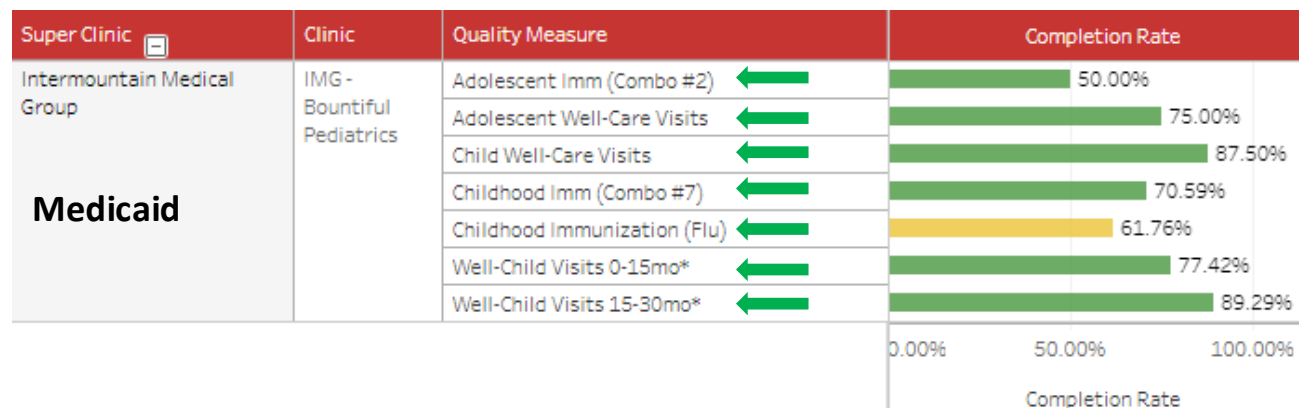 Super Clinic Clinic Quality Measure Completion Rate
Intermountain Medical Group IMG - Bountiful Pediatrics
Adolescent Imm (Combo #2) 50.00%
Adolescent Well-Care Visits 75.00%
Child Well-Care Visits 87.50%
Childhood Imm (Combo #7) 70.59%
Childhood Immunization (Flu) 61.76%
Well-Child Visits 0-15mo* 77.42%
Well-Child Visits 15-30mo* 89.29%
Medicaid
0.00% 50.00% 100.00%
Completion Rate